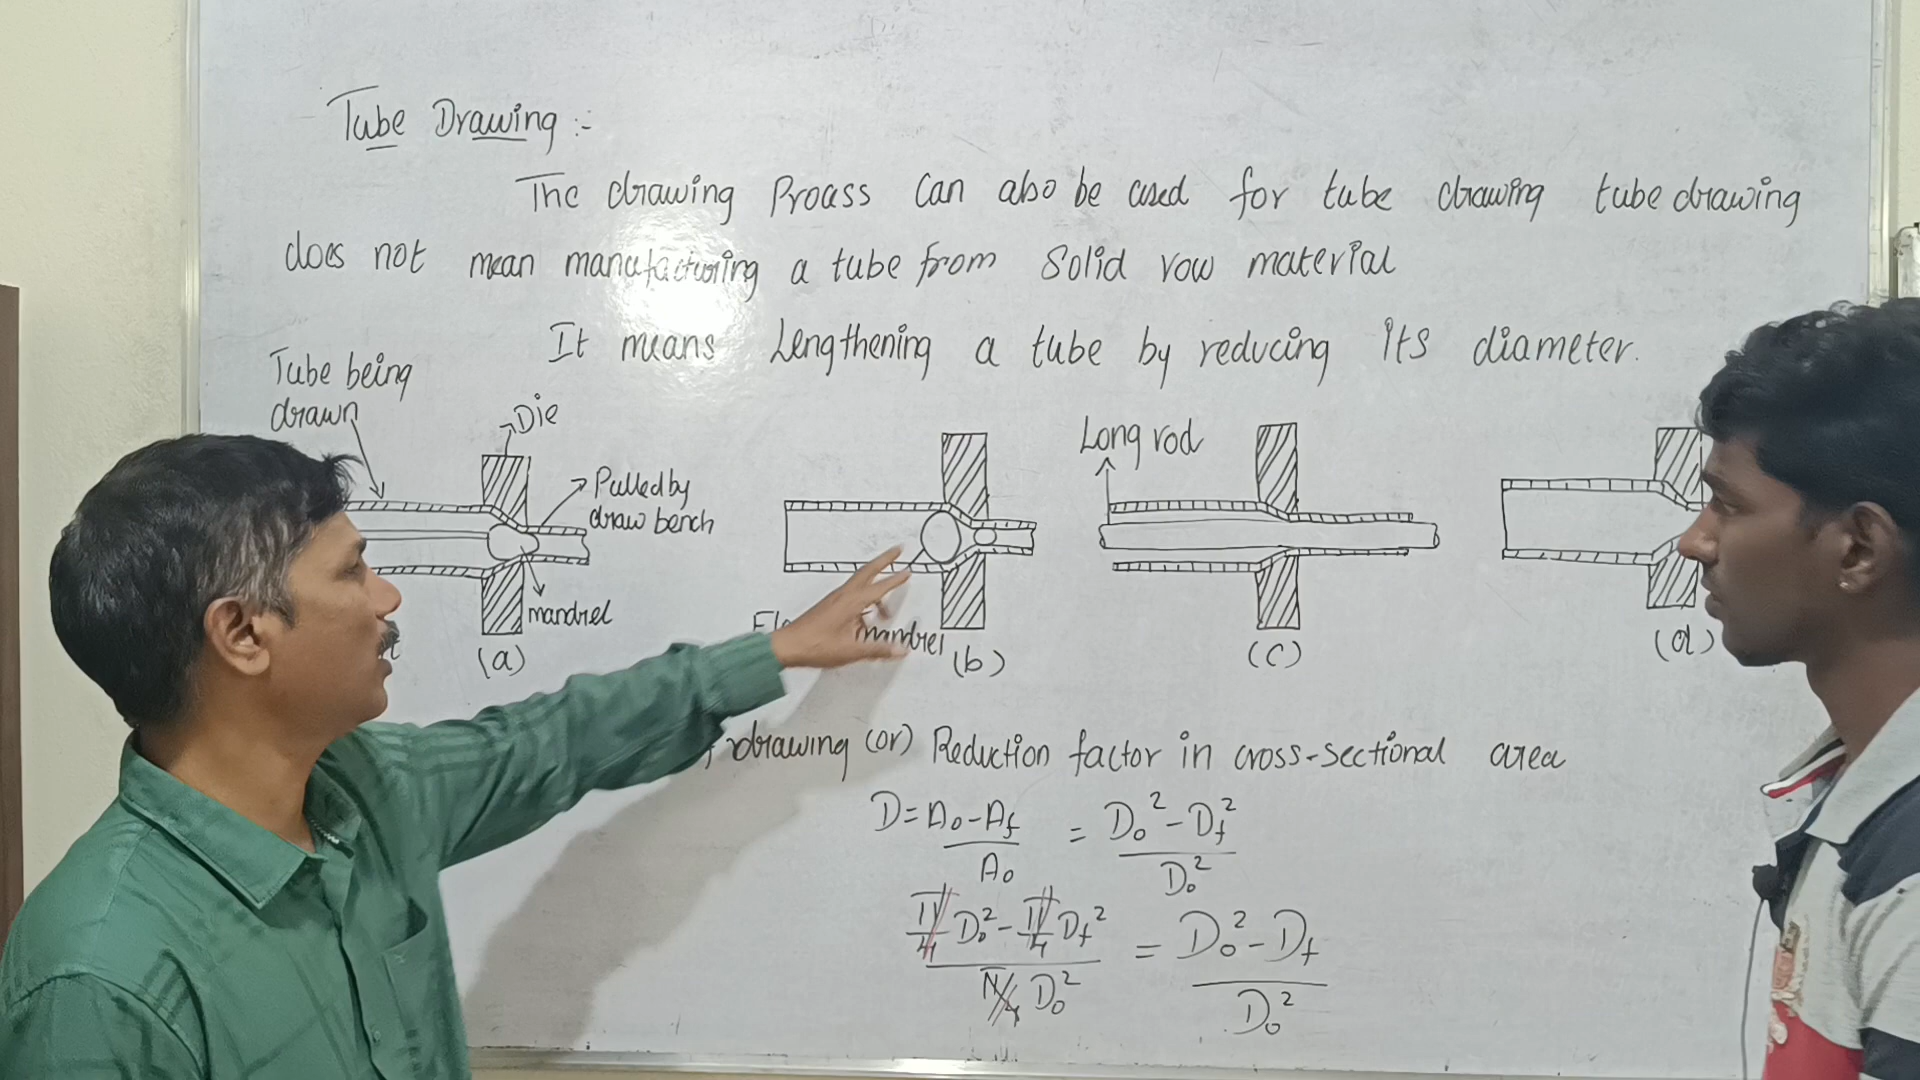 Tube Drawing :-
The drawing Proass can also be used for tube drawing tube drawing
does not mean manufacturing a tube from Solid row material
It means Lengthening a tube by reducing its diameter.
Tube being
drawn
Die
Pulled by
draw bench
mandrel
(a)
mandrel
(b)
Long rod
(c)
(d)
drawing (or) Reduction factor in cross-sectional area
D = A₀ - A_f / A₀ = D₀² - D_f² / D₀²
π/4 D₀² - π/4 D_f² / π/4 D₀² = D₀² - D_f / D₀²